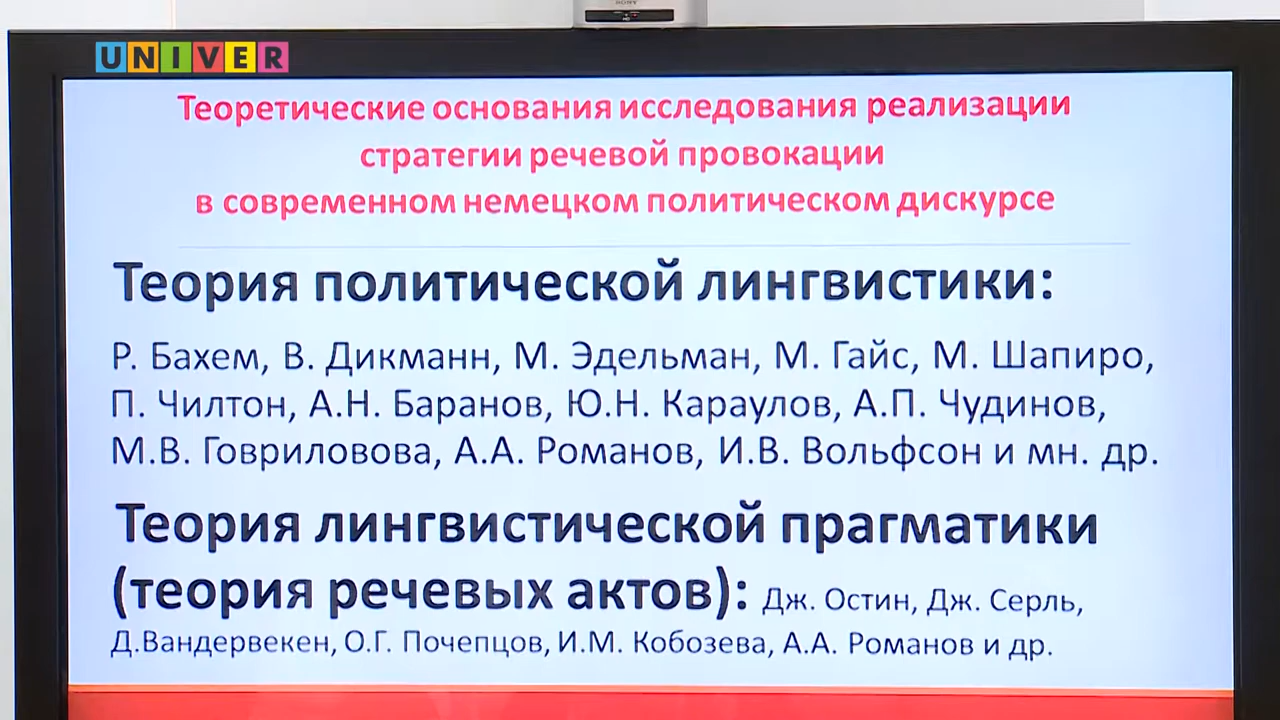 SONY
UNIVER
Теоретические основания исследования реализации
стратегии речевой провокации
в современном немецком политическом дискурсе
Теория политической лингвистики:
Р. Бахем, В. Дикманн, М. Эдельман, М. Гайс, М. Шапиро,
П. Чилтон, А.Н. Баранов, Ю.Н. Караулов, А.П. Чудинов,
М.В. Говриловова, А.А. Романов, И.В. Вольфсон и мн. др.
Теория лингвистической прагматики
(теория речевых актов): Дж. Остин, Дж. Серль,
Д.Вандервекен, О.Г. Почепцов, И.М. Кобозева, А.А. Романов и др.